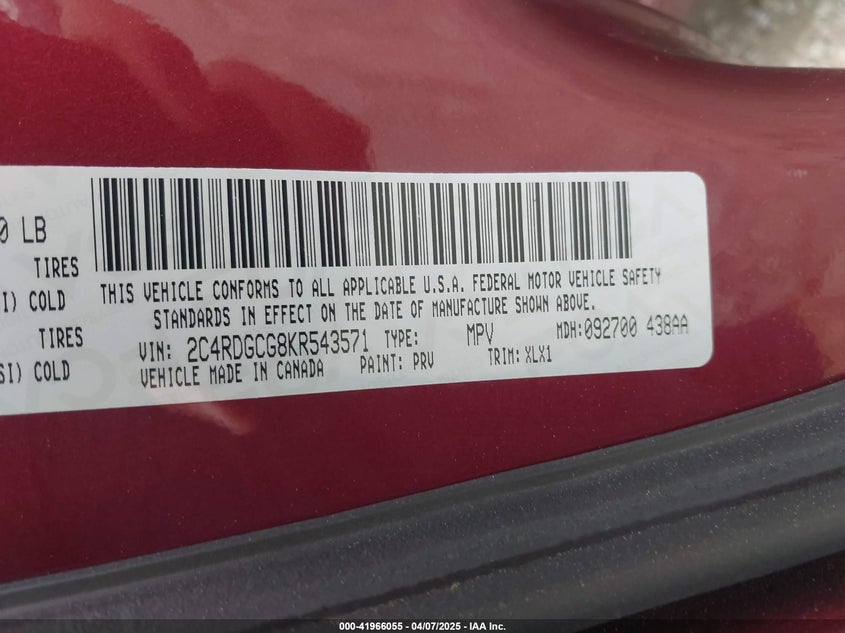 0 LB
TIRES
I) COLD
TIRES
SI) COLD
THIS VEHICLE CONFORMS TO ALL APPLICABLE U.S.A. FEDERAL MOTOR VEHICLE SAFETY
STANDARDS IN EFFECT ON THE DATE OF MANUFACTURE SHOWN ABOVE.
VIN: 2C4RDGCG8KR543571 TYPE: MPV MDH:092700 438AA
VEHICLE MADE IN CANADA PAINT: PRV TRIM: XLX1
000-41966055 - 04/07/2025 - IAA Inc.